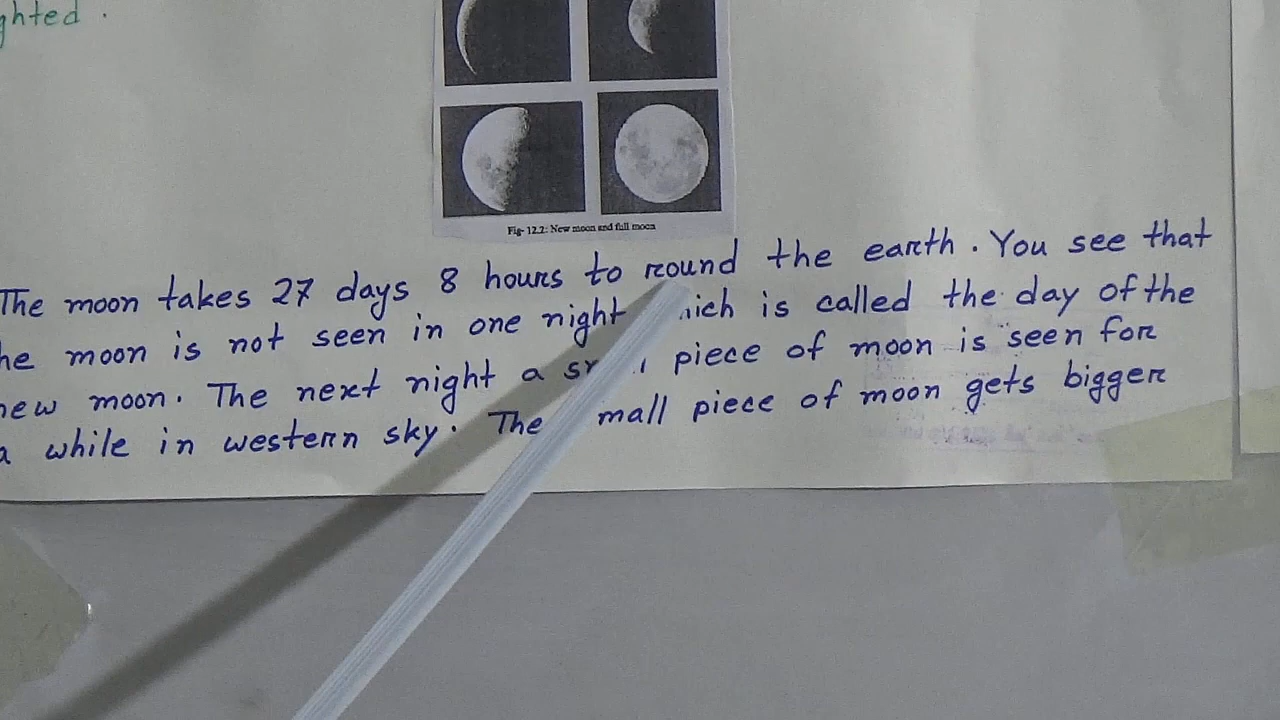 ghted.
Fig- 12.2: New moon and full moon
The moon takes 27 days 8 hours to round the earth. You see that
he moon is not seen in one night hich is called the day of the
new moon. The next night a piece of moon is seen for
a while in western sky. The mall piece of moon gets bigger